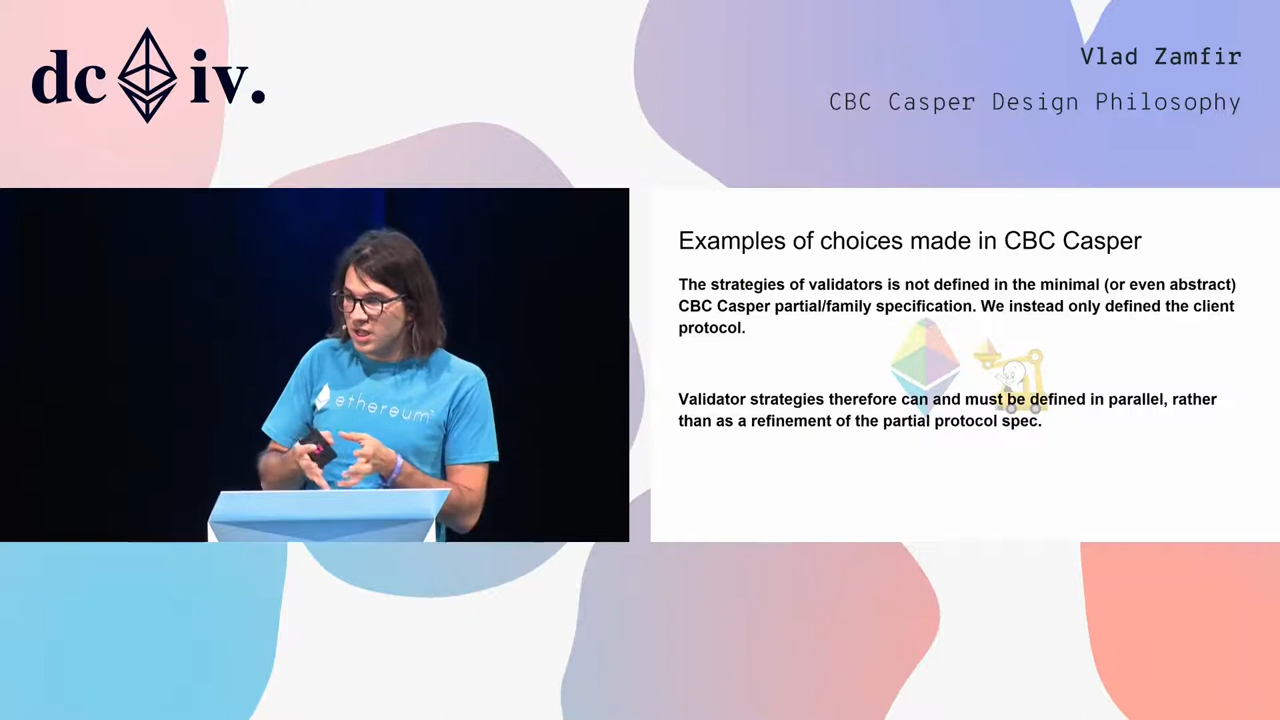 dc iv.
Vlad Zamfir
CBC Casper Design Philosophy
ethereum
Examples of choices made in CBC Casper
The strategies of validators is not defined in the minimal (or even abstract)
CBC Casper partial/family specification. We instead only defined the client
protocol.
Validator strategies therefore can and must be defined in parallel, rather
than as a refinement of the partial protocol spec.